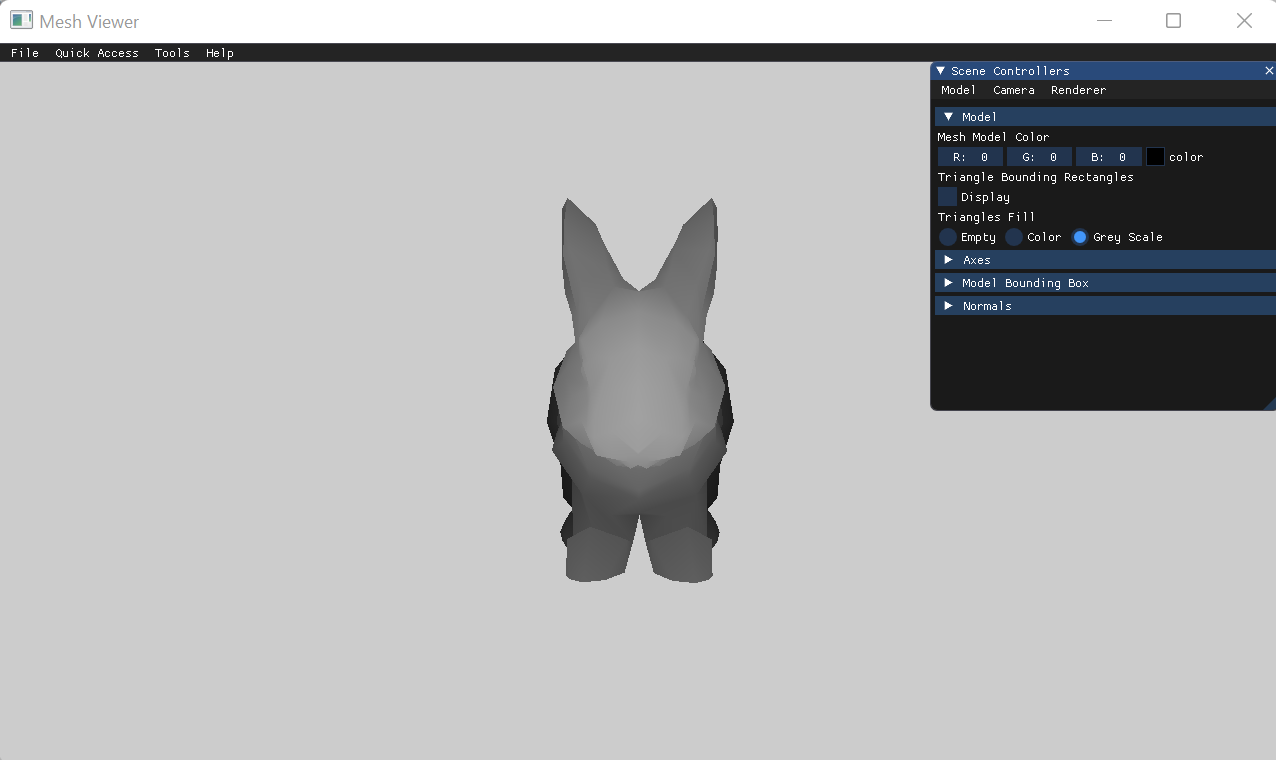 Mesh Viewer
File Quick Access Tools Help
Scene Controllers
Model Camera Renderer
Model
Mesh Model Color
R: 0 G: 0 B: 0 color
Triangle Bounding Rectangles
Display
Triangles Fill
Empty Color Grey Scale
Axes
Model Bounding Box
Normals